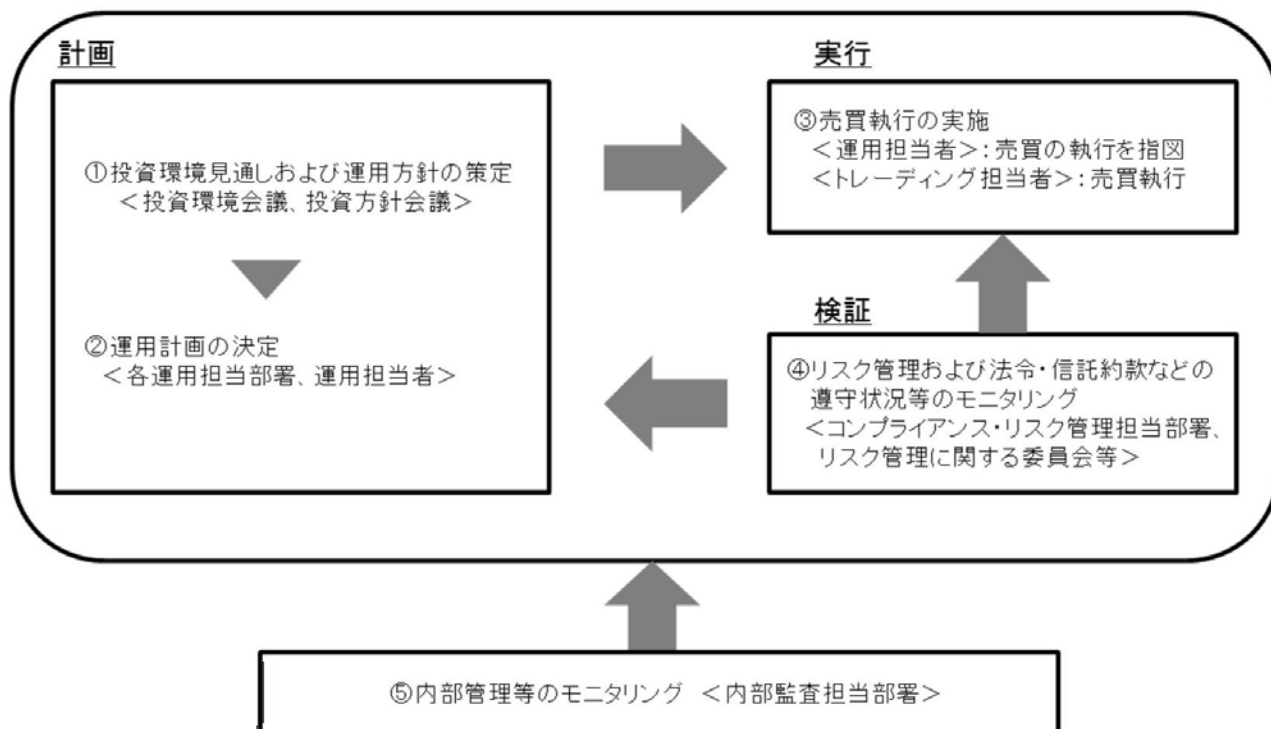 計画
①投資環境見通しおよび運用方針の策定
<投資環境会議、投資方針会議>
②運用計画の決定
<各運用担当部署、運用担当者>
実行
③売買執行の実施
<運用担当者>:売買の執行を指図
<トレーディング担当者>:売買執行
検証
④リスク管理および法令・信託約款などの
遵守状況等のモニタリング
<コンプライアンス・リスク管理担当部署、
リスク管理に関する委員会等>
⑤内部管理等のモニタリング <内部監査担当部署>